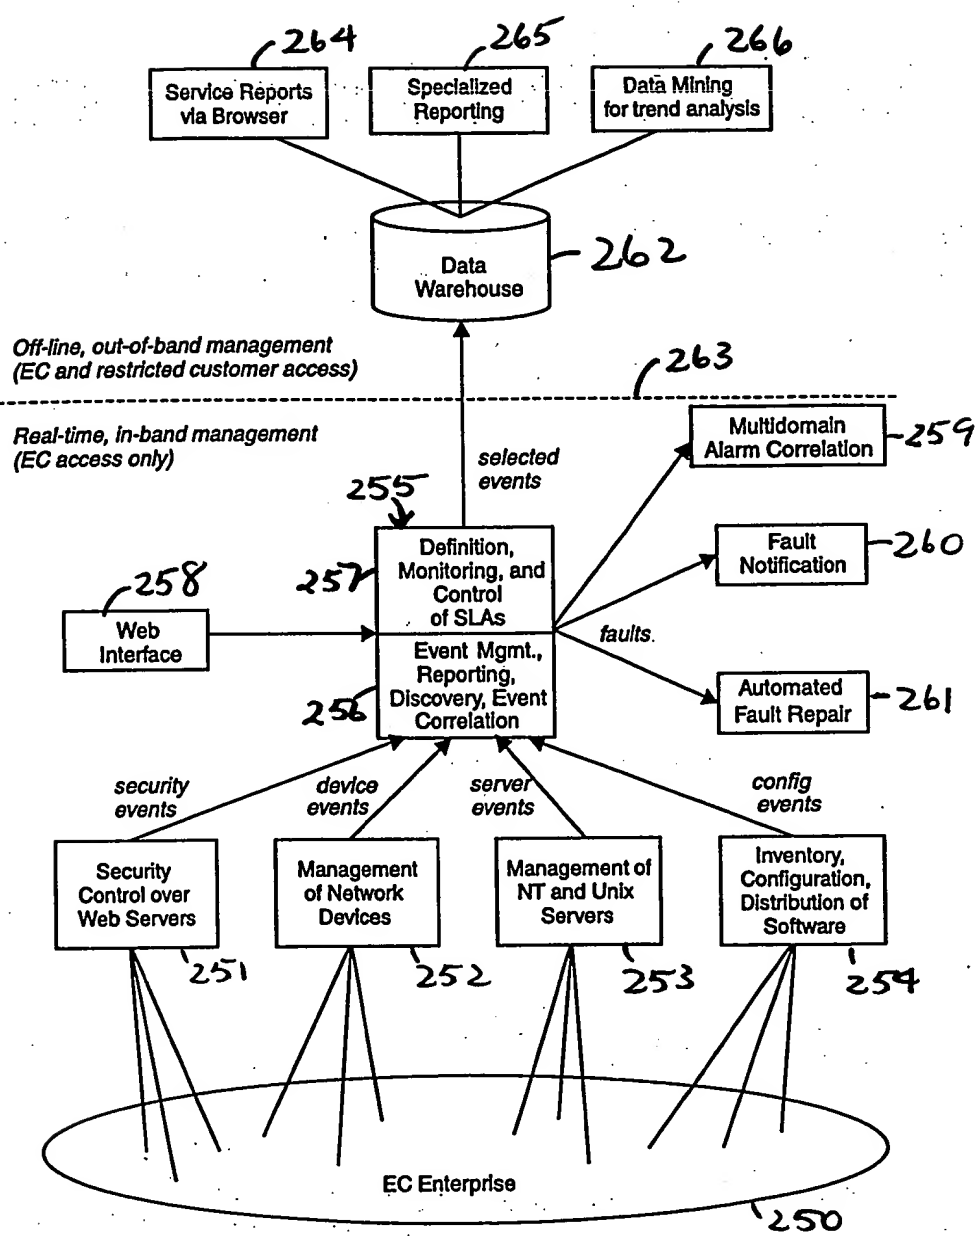 264
265
266
Service Reports
via Browser
Specialized
Reporting
Data Mining
for trend analysis
Data
Warehouse
262
Off-line, out-of-band management
(EC and restricted customer access)
263
Real-time, in-band management
(EC access only)
selected
events
Multidomain
Alarm Correlation
259
255
257
Definition,
Monitoring, and
Control
of SLAs
Fault
Notification
260
258
Web
Interface
faults.
256
Event Mgmt.,
Reporting,
Discovery, Event
Correlation
Automated
Fault Repair
261
security
events
device
events
server
events
config
events
Security
Control over
Web Servers
251
Management
of Network
Devices
252
Management of
NT and Unix
Servers
253
Inventory,
Configuration,
Distribution of
Software
254
EC Enterprise
250